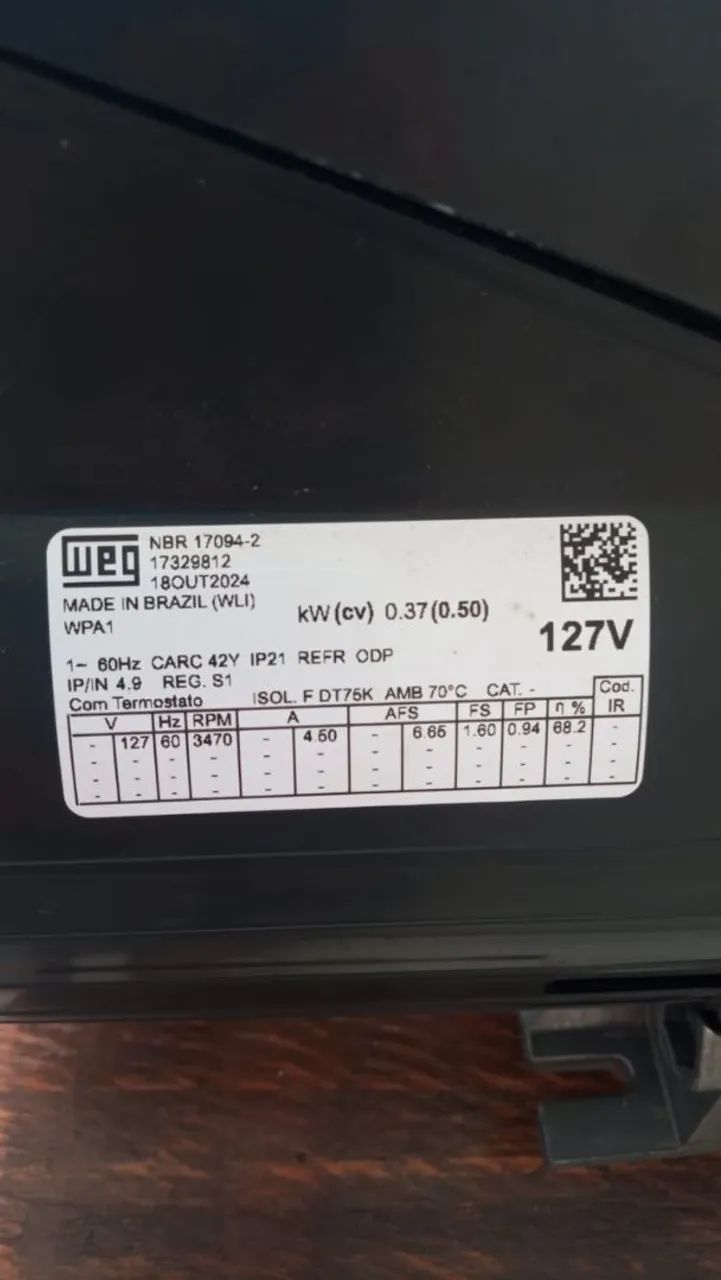 WEG NBR 17094-2
17329812
18OUT2024
MADE IN BRAZIL (WLI)
WPA1
kW(cv) 0.37(0.50)
127V
1~ 60Hz CARC 42Y IP21 REFR ODP
IP/IN 4.9 REG. S1
Com Termostato ISOL. F DT75K AMB 70°C CAT. -
V Hz RPM A AFS FS FP η % Cod. IR
- 127 60 3470 - 4.50 - 6.65 1.60 0.94 68.2 -
- - - - - -
- - - - - -
- - - - - -